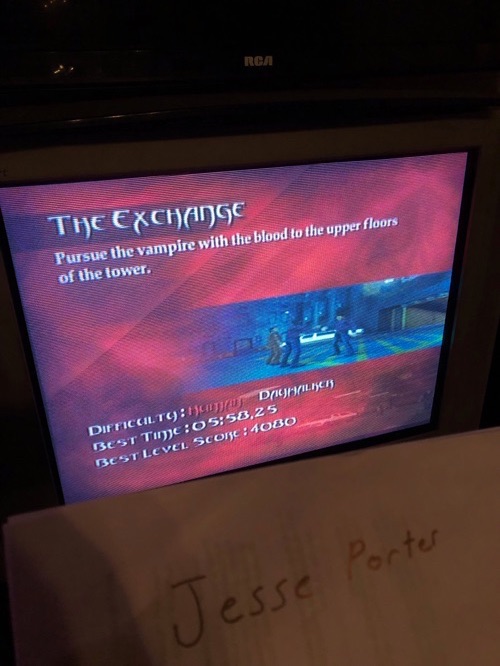 RCA
THE EXCHANGE
Pursue the vampire with the blood to the upper floors
of the tower.
DIFFICULTY: HUMAN DAYWALKER
BEST TIME: 05:58.25
BEST LEVEL SCORE: 4080
Jesse Porter